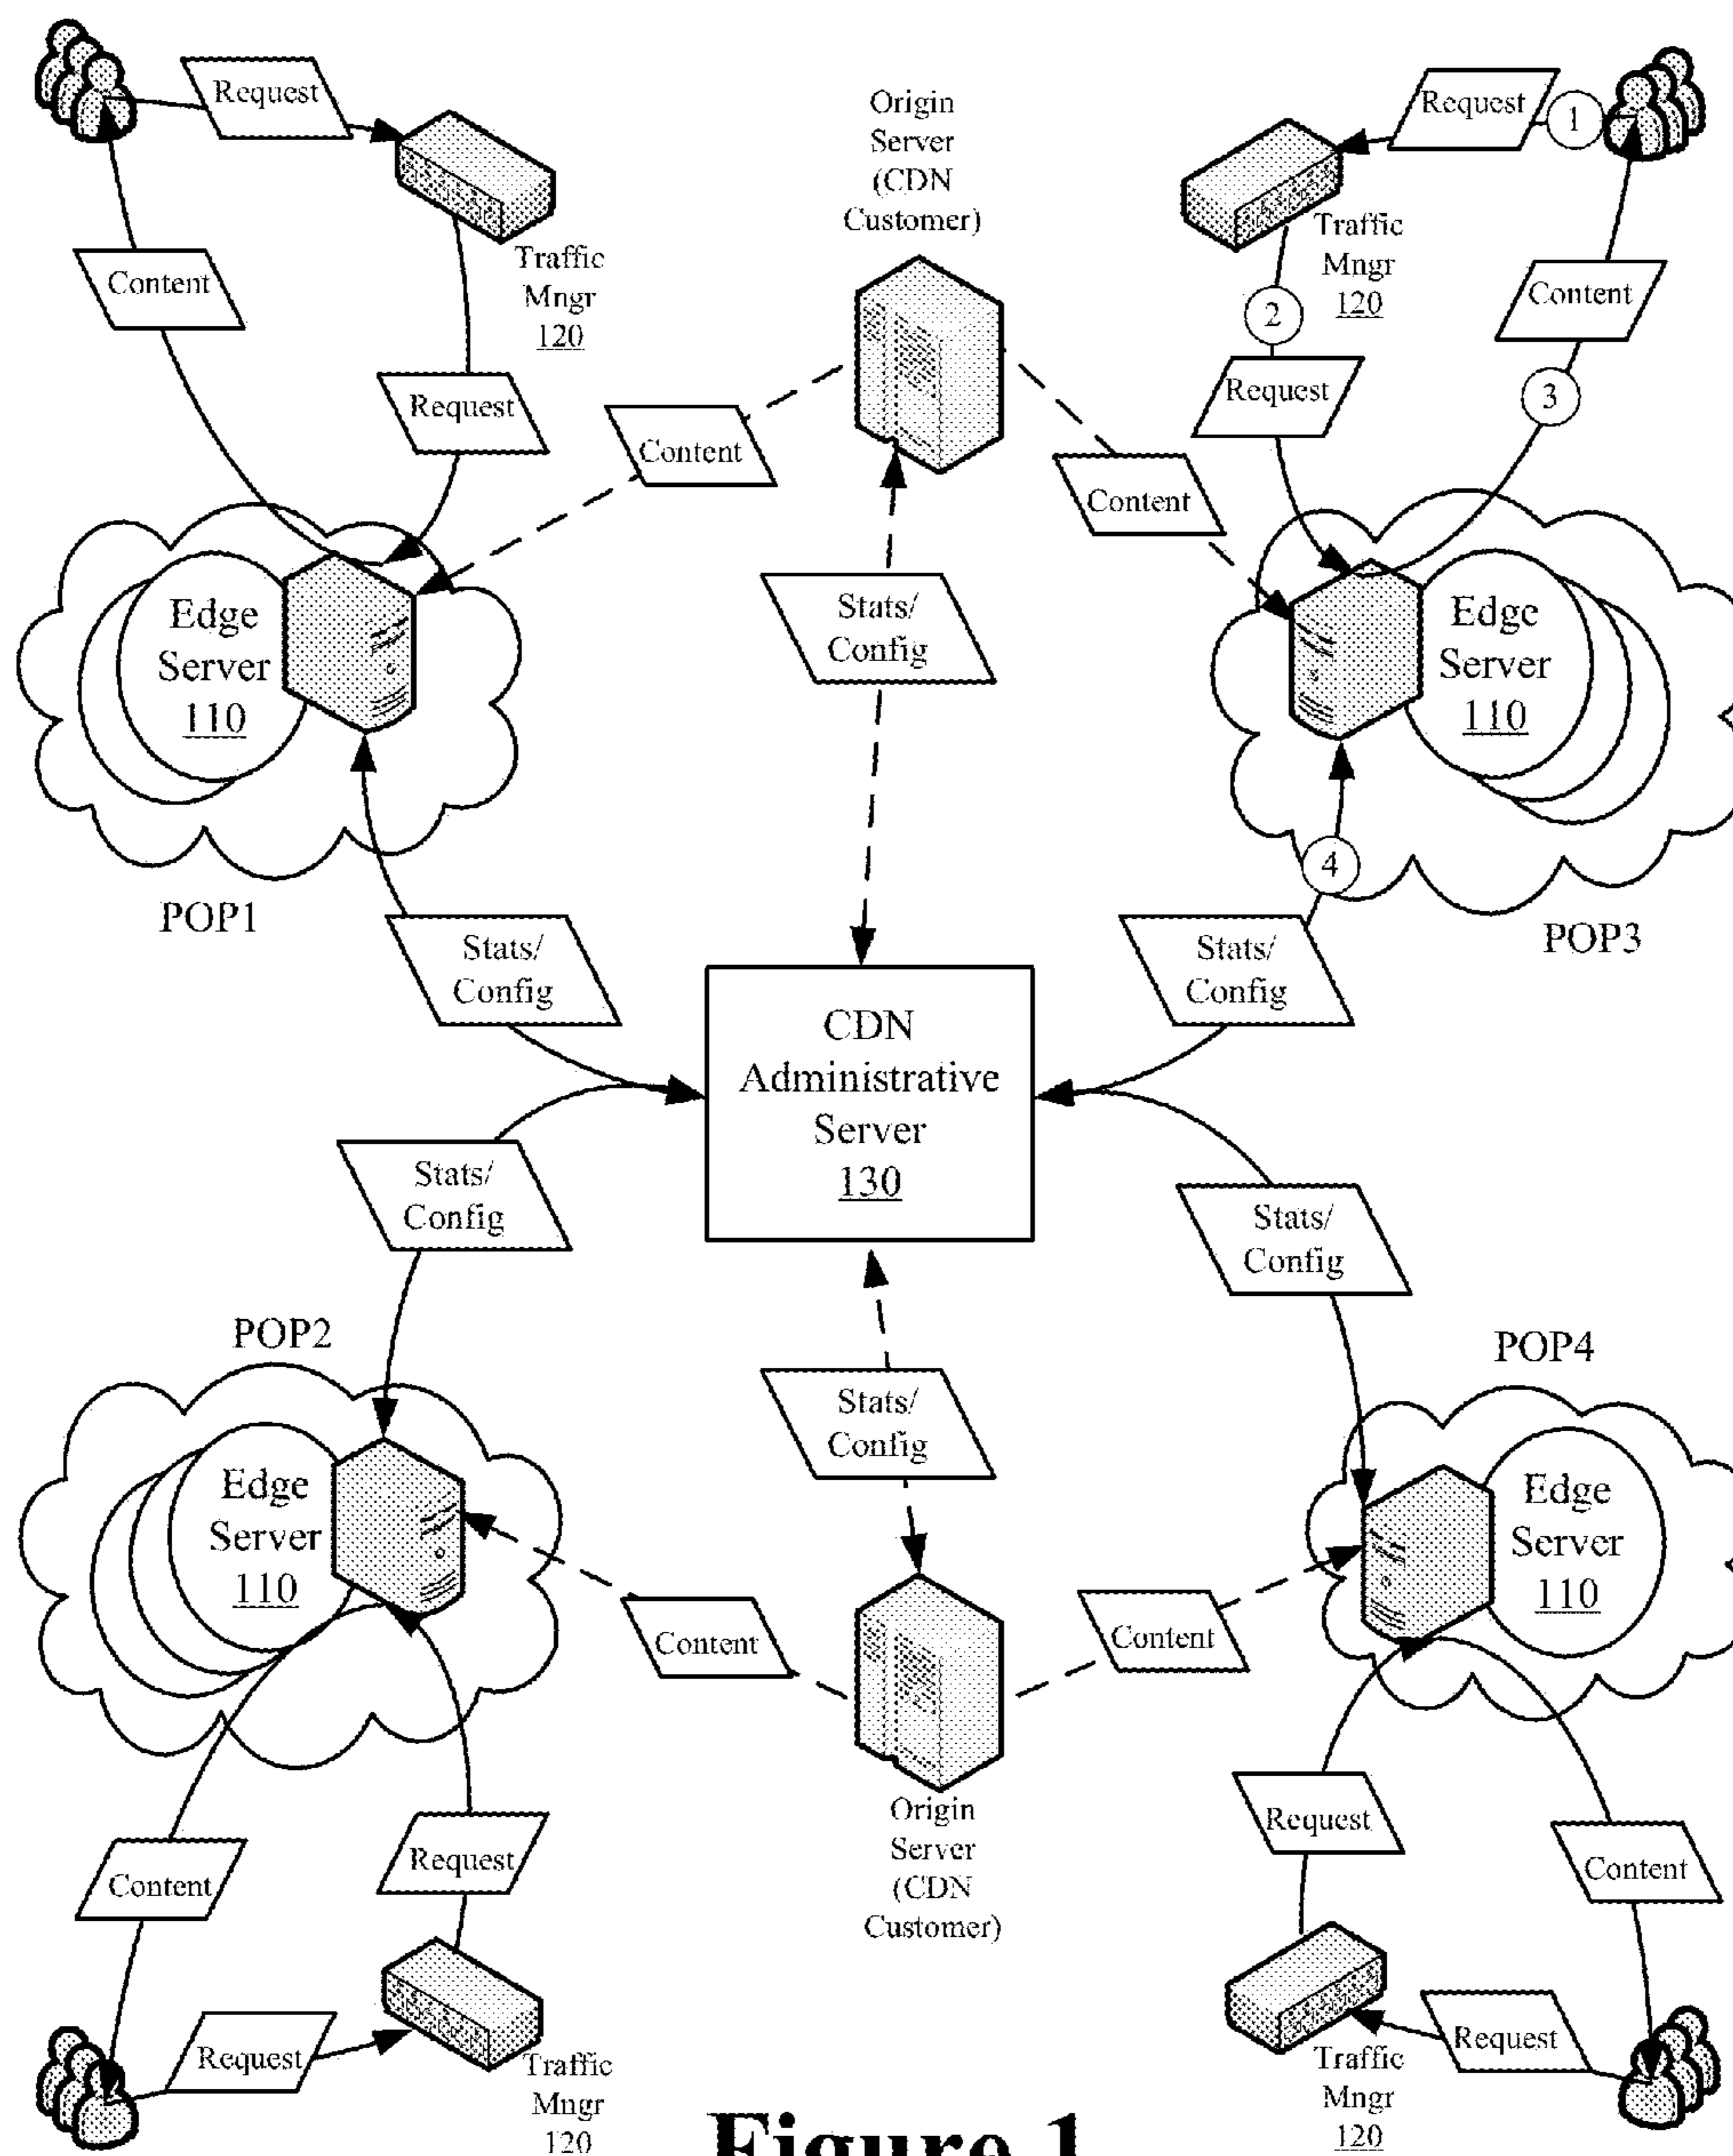 Request
Traffic
Mngr
120
Content
Request
Origin
Server
(CDN
Customer)
Request
1
Traffic
Mngr
120
2
Request
Content
3
Content
Content
Stats/
Config
Edge
Server
110
POP1
Edge
Server
110
POP3
4
Stats/
Config
Stats/
Config
CDN
Administrative
Server
130
Stats/
Config
Stats/
Config
POP2
Edge
Server
110
Stats/
Config
POP4
Edge
Server
110
Content
Content
Origin
Server
(CDN
Customer)
Content
Request
Request
Traffic
Mngr
120
Request
Content
Request
Traffic
Mngr
120
Figure 1